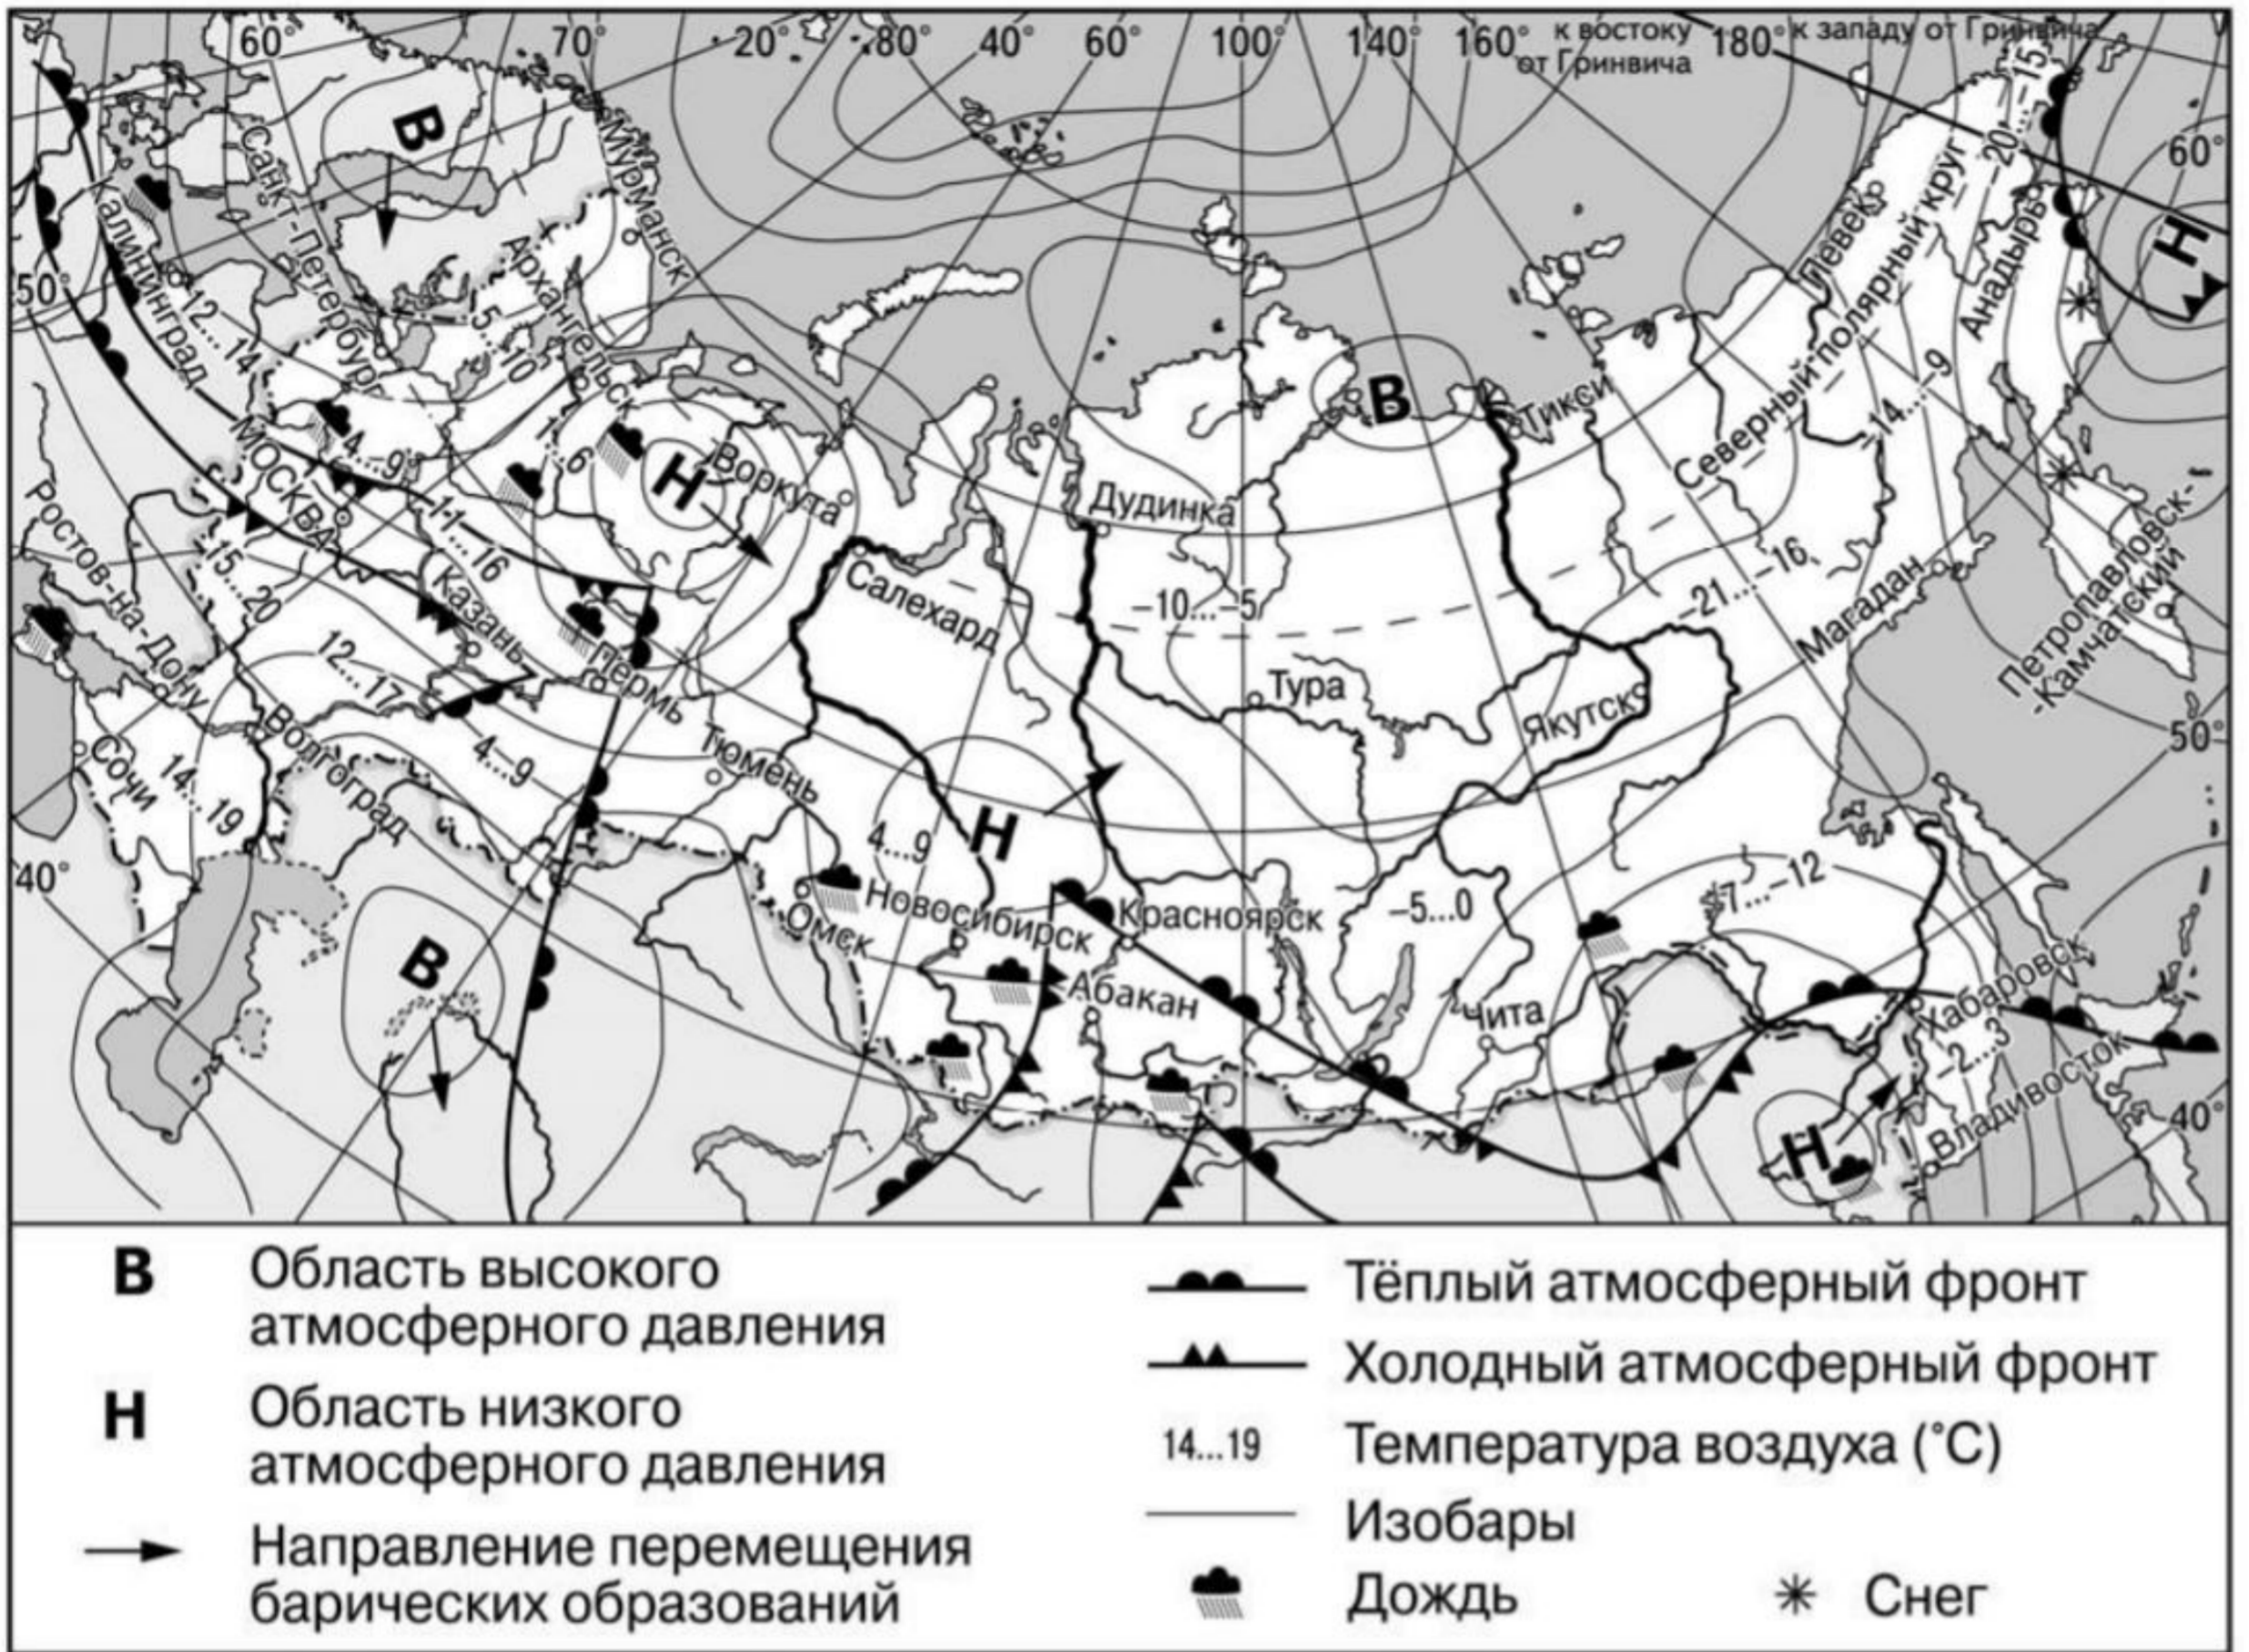 60° 70° 20° 80° 40° 60° 100° 140° 160° к востоку от Гринвича 180° к западу от Гринвича
В
Мурманск
Санкт-Петербург
Калининград
Архангельск
50°
12...14
5...10
-20...-15
60°
Певек
Северный полярный круг
Анадырь
Н
В
Тикси
-14...-9
МОСКВА
4...9
1...6
Н
Воркута
Дудинка
Ростов-на-Дону
15...20
11...16
Казань
Салехард
-10...-5
-21...-16
Магадан
Петропавловск-
-Камчатский
12...17
Пермь
Тура
Якутск
50°
Сочи
14...19
Волгоград
4...9
Тюмень
4...9
Н
40°
В
Омск
Новосибирск
Красноярск
-5...0
-7...-12
Абакан
Чита
Хабаровск
-2...3
Владивосток
Н
40°
В
Область высокого
атмосферного давления
Н
Область низкого
атмосферного давления
Направление перемещения
барических образований
Тёплый атмосферный фронт
Холодный атмосферный фронт
14...19
Температура воздуха (°С)
Изобары
Дождь
Снег